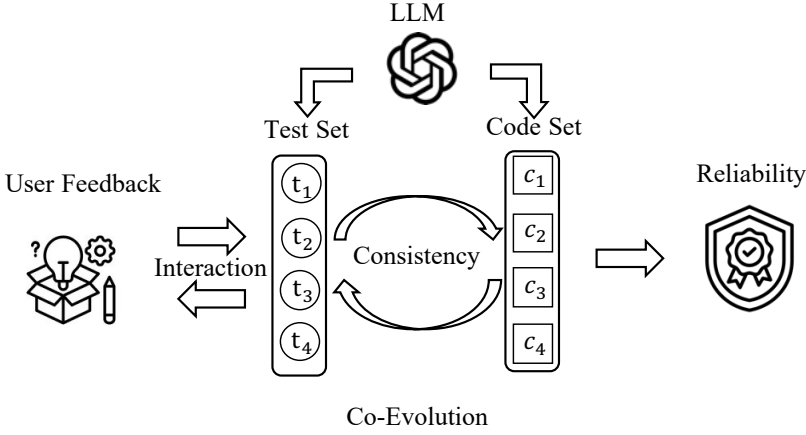 LLM
Test Set
Code Set
User Feedback
Reliability
t₁
t₂
t₃
t₄
c₁
c₂
c₃
c₄
?
Interaction
Consistency
Co-Evolution